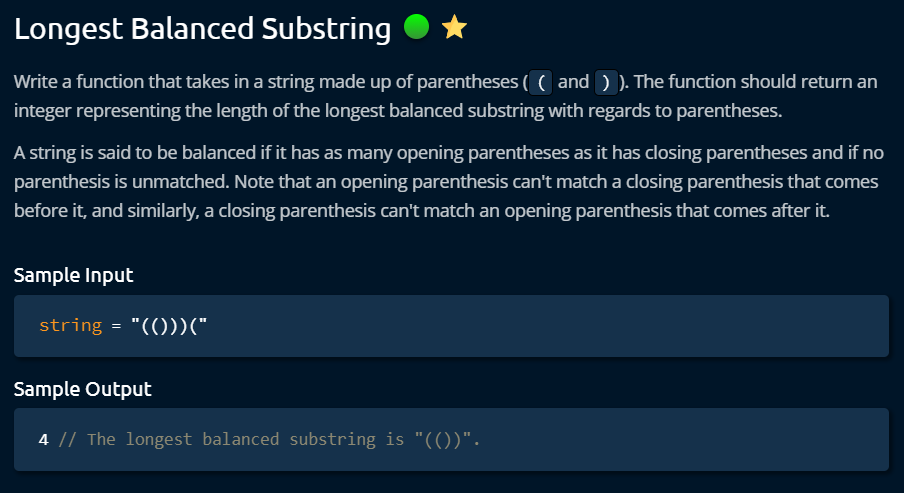 Longest Balanced Substring
Write a function that takes in a string made up of parentheses ( ( and ) ). The function should return an
integer representing the length of the longest balanced substring with regards to parentheses.
A string is said to be balanced if it has as many opening parentheses as it has closing parentheses and if no
parenthesis is unmatched. Note that an opening parenthesis can't match a closing parenthesis that comes
before it, and similarly, a closing parenthesis can't match an opening parenthesis that comes after it.
Sample Input
string = "(()))("
Sample Output
4 // The longest balanced substring is "(())".